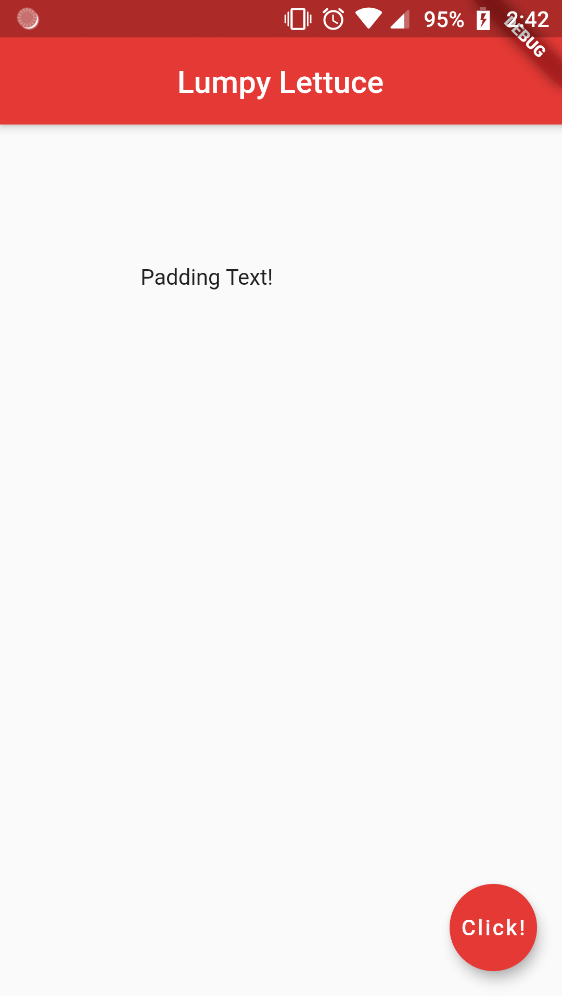 95% 2:42
DEBUG
Lumpy Lettuce
Padding Text!
Click!